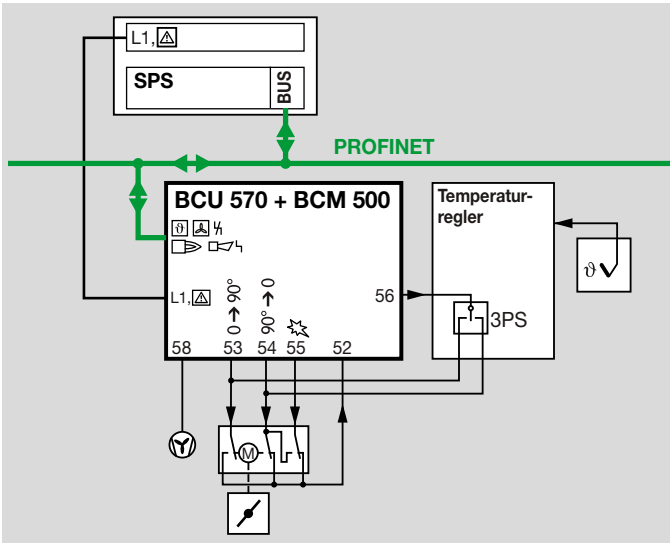 L1,
SPS
BUS
PROFINET
BCU 570 + BCM 500
Temperatur-
regler
ϑ
ϑ
L1,
0 → 90°
90° → 0
56
3PS
58 53 54 55 52
M